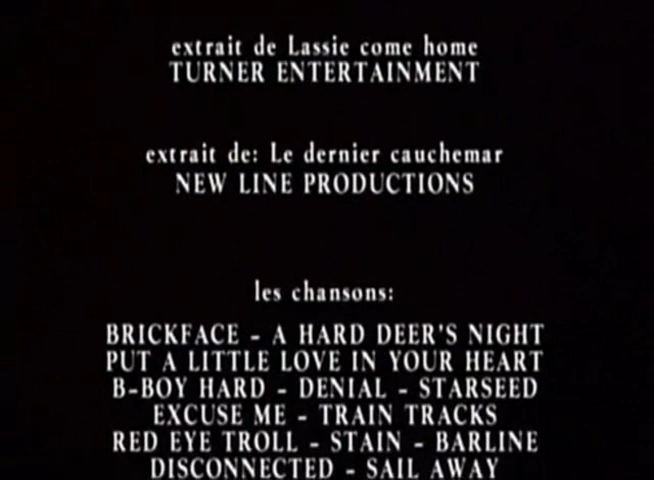 extrait de Lassie come home
TURNER ENTERTAINMENT
extrait de: Le dernier cauchemar
NEW LINE PRODUCTIONS
les chansons:
BRICKFACE - A HARD DEER'S NIGHT
PUT A LITTLE LOVE IN YOUR HEART
B-BOY HARD - DENIAL - STARSEED
EXCUSE ME - TRAIN TRACKS
RED EYE TROLL - STAIN - BARLINE
DISCONNECTED - SAIL AWAY